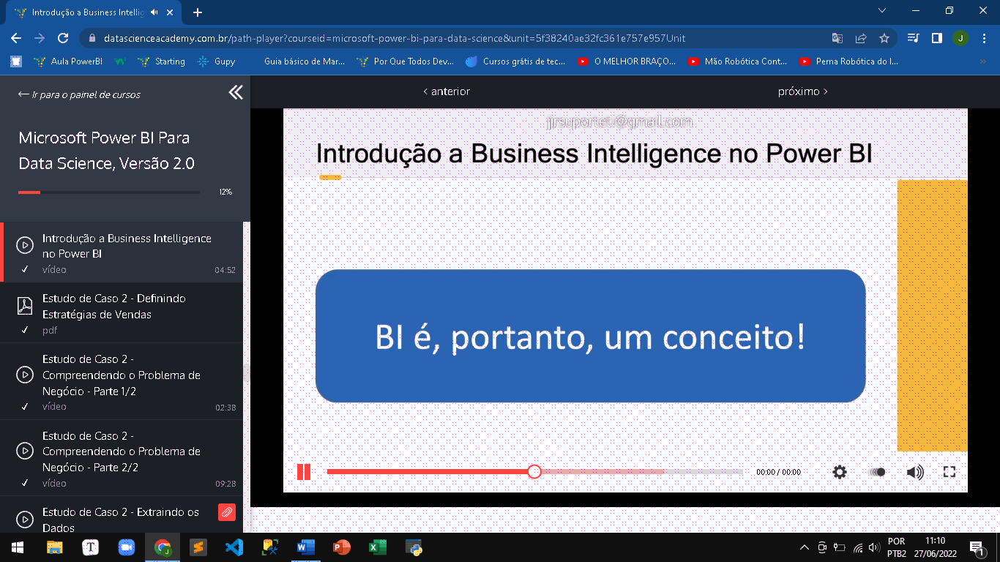 Introdução a Business Intellig
datascienceacademy.com.br/path-player?courseid=microsoft-power-bi-para-data-science&unit=5f38240ae32fc361e757e957Unit
J
Aula PowerBI
Starting
Gupy
Guia básico de Mar...
Por Que Todos Dev...
Cursos grátis de tec...
O MELHOR BRAÇO...
Mão Robótica Cont...
Perna Robótica do I...
Ir para o painel de cursos
anterior
próximo
Microsoft Power BI Para
Data Science, Versão 2.0
12%
Introdução a Business Intelligence
no Power BI
vídeo
04:52
Estudo de Caso 2 - Definindo
Estratégias de Vendas
pdf
Estudo de Caso 2 -
Compreendendo o Problema de
Negócio - Parte 1/2
vídeo
02:38
Estudo de Caso 2 -
Compreendendo o Problema de
Negócio - Parte 2/2
vídeo
09:28
Estudo de Caso 2 - Extraindo os
Dados
Introdução a Business Intelligence no Power BI
BI é, portanto, um conceito!
00:00 / 00:00
POR
PTB2
11:10
27/06/2022
1